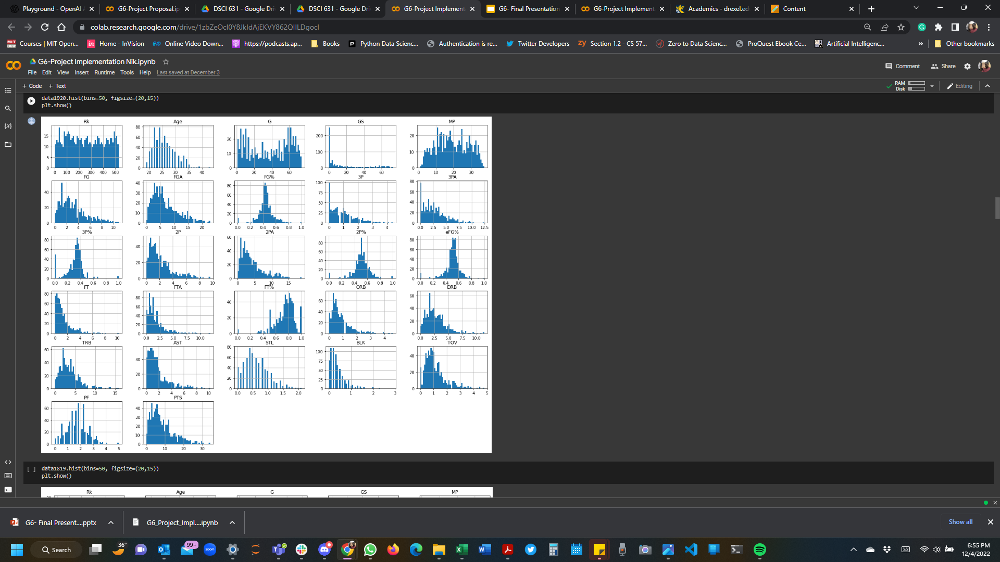 Playground - OpenAI
G6-Project Proposal.ip
DSCI 631 - Google Dri
DSCI 631 - Google Dri
G6-Project Implement
G6- Final Presentation
G6-Project Implement
Academics - drexel.ed
Content
colab.research.google.com
Courses | MIT Open...
Home - InVision
Online Video Down...
https://podcasts.ap...
Books
Python Data Scienc...
Authentication is re...
Twitter Developers
Section 1.2 - CS 57...
Zero to Data Scienc...
ProQuest Ebook Ce...
Artificial Intelligenc...
»
Other bookmarks
G6-Project Implementation Nik.ipynb
File Edit View Insert Runtime Tools Help Last saved at December 3
Comment Share
+ Code + Text
RAM
Disk
Editing
data1920.hist(bins=50, figsize=(20,15))
plt.show()
Rk Age G GS MP
15 10 5 0
80 60 40 20 0
20 10 0
200 100 0
20 10 0
0 100 200 300 400 500
20 25 30 35 40
0 20 40 60
0 20 40 60
0 10 20 30
FG FGA FG% 3P 3PA
40 20 0
40 30 20 10 0
80 60 40 20 0
100 75 50 25 0
80 60 40 20 0
0 2 4 6 8 10
0 5 10 15 20
0.0 0.2 0.4 0.6 0.8 1.0
0 1 2 3 4
0.0 2.5 5.0 7.5 10.0 12.5
3P% 2P 2PA 2P% eFG%
80 60 40 20 0
40 20 0
60 40 20 0
80 60 40 20 0
80 60 40 20 0
0.0 0.2 0.4 0.6 0.8 1.0
0 2 4 6 8 10
0 5 10 15
0.0 0.2 0.4 0.6 0.8 1.0
0.0 0.2 0.4 0.6 0.8 1.0
FT FTA FT% ORB DRB
80 60 40 20 0
80 60 40 20 0
40 20 0
60 40 20 0
60 40 20 0
0 2 4 6 8 10
0.0 2.5 5.0 7.5 10.0
0.0 0.2 0.4 0.6 0.8 1.0
0 1 2 3 4
0.0 2.5 5.0 7.5 10.0
TRB AST STL BLK TOV
60 40 20 0
40 20 0
80 60 40 20 0
100 75 50 25 0
40 20 0
0 5 10 15
0 2 4 6 8 10
0.0 0.5 1.0 1.5 2.0
0 1 2 3
0 1 2 3 4 5
PF PTS
60 40 20 0
40 30 20 10 0
0 1 2 3 4 5
0 10 20 30
[ ] data1819.hist(bins=50, figsize=(20,15))
plt.show()
Rk Age G GS MP
G6- Final Present....pptx
G6_Project_Impl....ipynb
Show all
Search
36°
99+
zoom
6:55 PM
12/4/2022